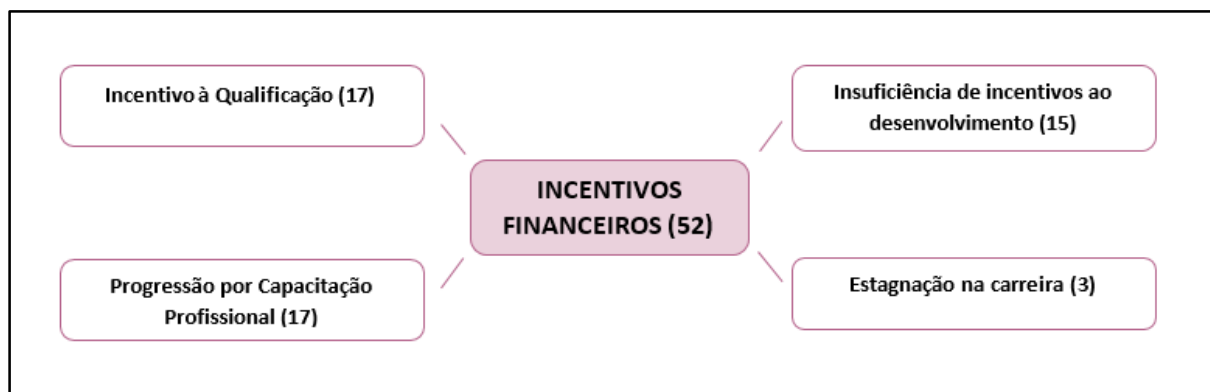 Incentivo à Qualificação (17)
Insuficiência de incentivos ao
desenvolvimento (15)
INCENTIVOS
FINANCEIROS (52)
Progressão por Capacitação
Profissional (17)
Estagnação na carreira (3)